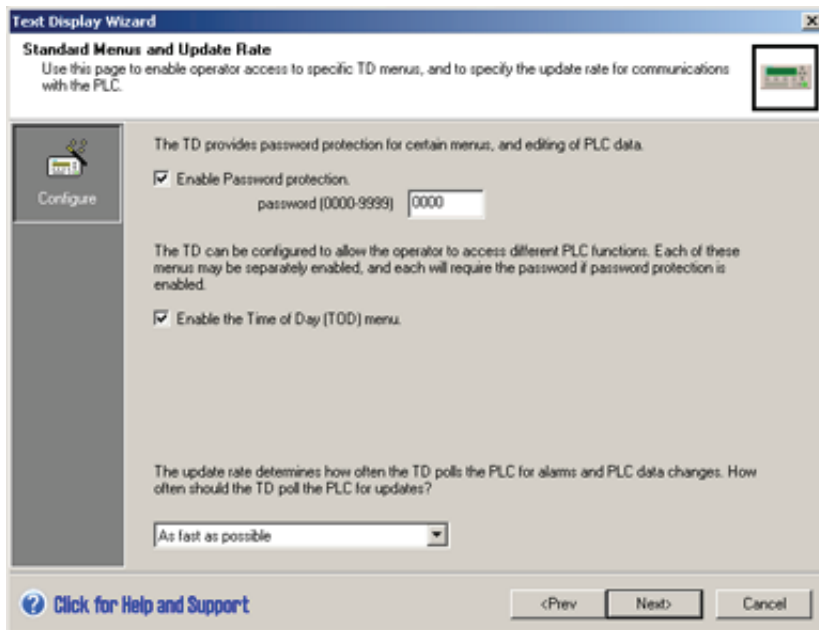 Text Display Wizard
Standard Menus and Update Rate
Use this page to enable operator access to specific TD menus, and to specify the update rate for communications
with the PLC.
Configure
The TD provides password protection for certain menus, and editing of PLC data.
Enable Password protection.
password (0000-9999) 0000
The TD can be configured to allow the operator to access different PLC functions. Each of these
menus may be separately enabled, and each will require the password if password protection is
enabled.
Enable the Time of Day (TOD) menu.
The update rate determines how often the TD polls the PLC for alarms and PLC data changes. How
often should the TD poll the PLC for updates?
As fast as possible
? Click for Help and Support
<Prev
Next>
Cancel